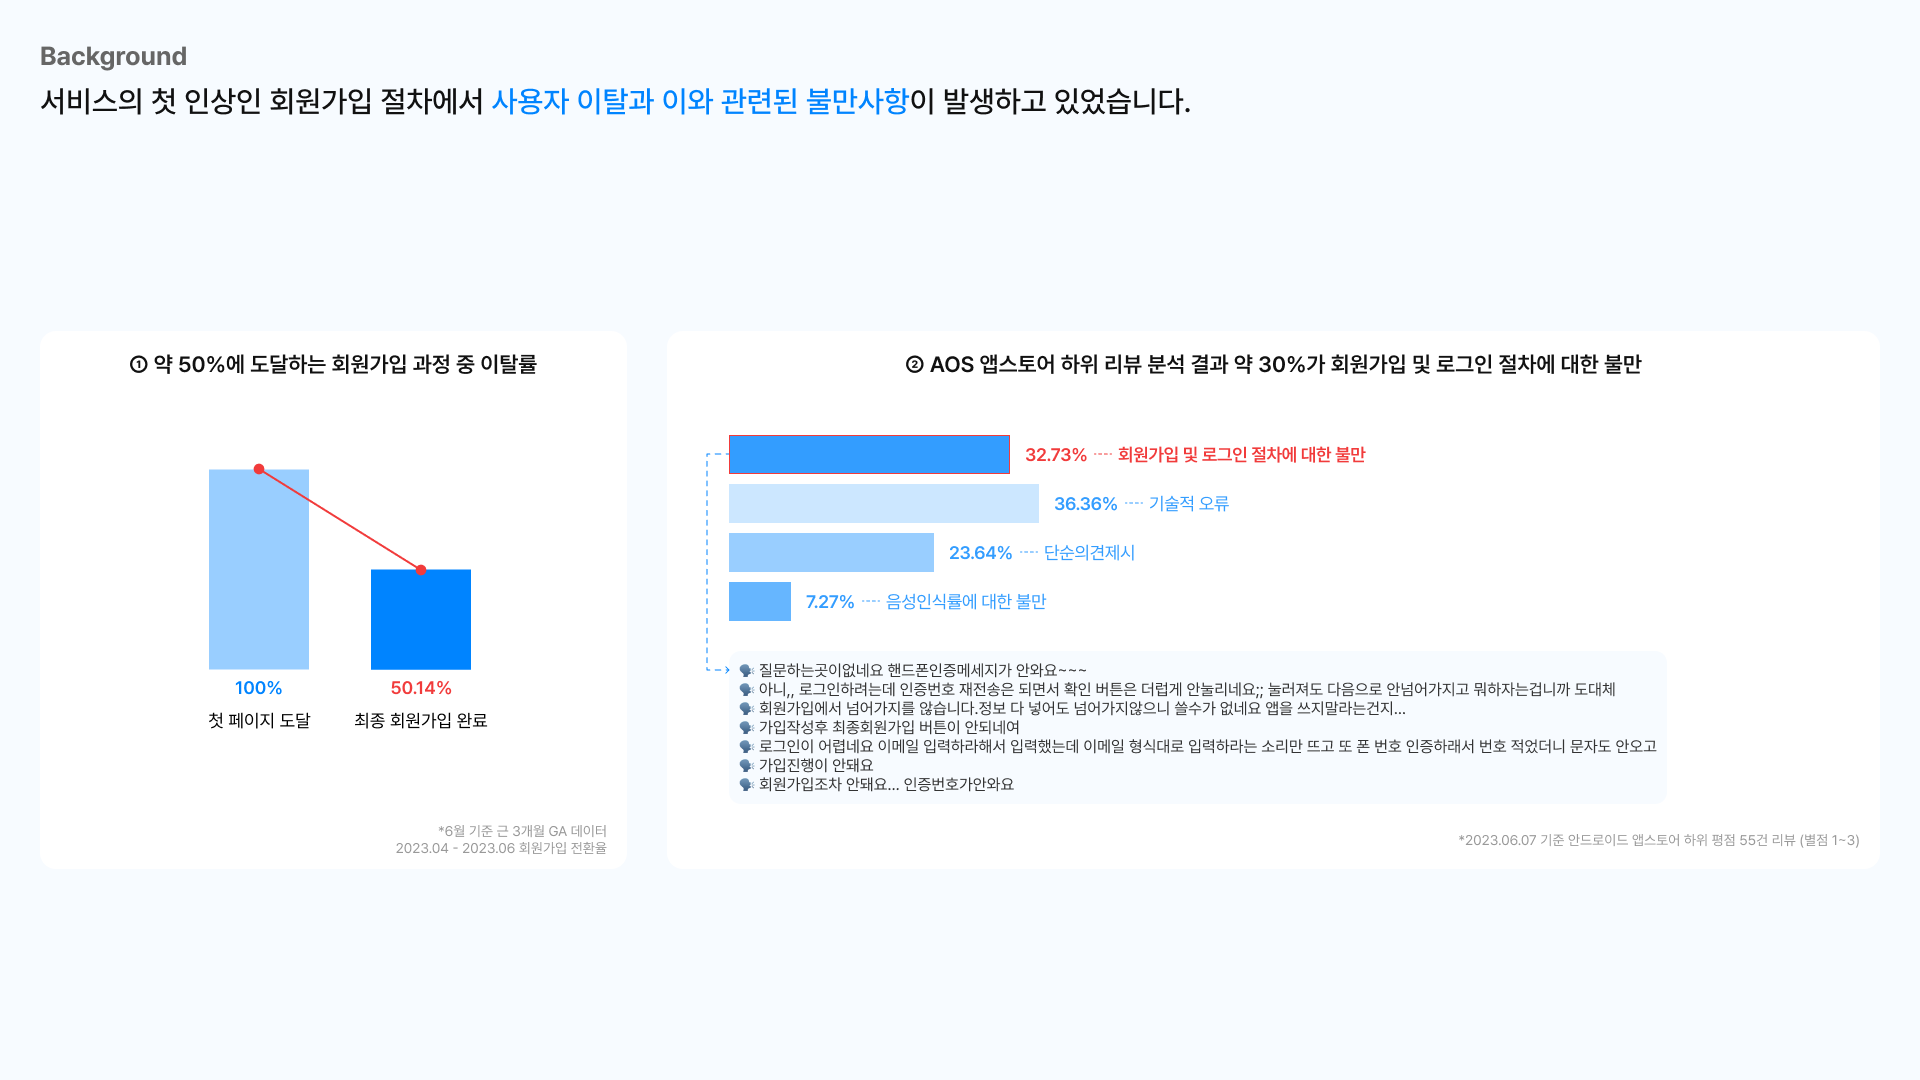 Background
서비스의 첫 인상인 회원가입 절차에서 사용자 이탈과 이와 관련된 불만사항이 발생하고 있었습니다.
① 약 50%에 도달하는 회원가입 과정 중 이탈률
100%
50.14%
첫 페이지 도달
최종 회원가입 완료
*6월 기준 근 3개월 GA 데이터
2023.04 - 2023.06 회원가입 전환율
② AOS 앱스토어 하위 리뷰 분석 결과 약 30%가 회원가입 및 로그인 절차에 대한 불만
32.73% 회원가입 및 로그인 절차에 대한 불만
36.36% 기술적 오류
23.64% 단순의견제시
7.27% 음성인식률에 대한 불만
질문하는곳이없네요 핸드폰인증메세지가 안와요~~~
아니,, 로그인하려는데 인증번호 재전송은 되면서 확인 버튼은 더럽게 안눌리네요;; 눌러져도 다음으로 안넘어가지고 뭐하자는겁니까 도대체
회원가입에서 넘어가지를 않습니다.정보 다 넣어도 넘어가지않으니 쓸수가 없네요 앱을 쓰지말라는건지...
가입작성후 최종회원가입 버튼이 안되네여
로그인이 어렵네요 이메일 입력하라해서 입력했는데 이메일 형식대로 입력하라는 소리만 뜨고 또 폰 번호 인증하래서 번호 적었더니 문자도 안오고
가입진행이 안돼요
회원가입조차 안돼요... 인증번호가안와요
*2023.06.07 기준 안드로이드 앱스토어 하위 평점 55건 리뷰 (별점 1~3)